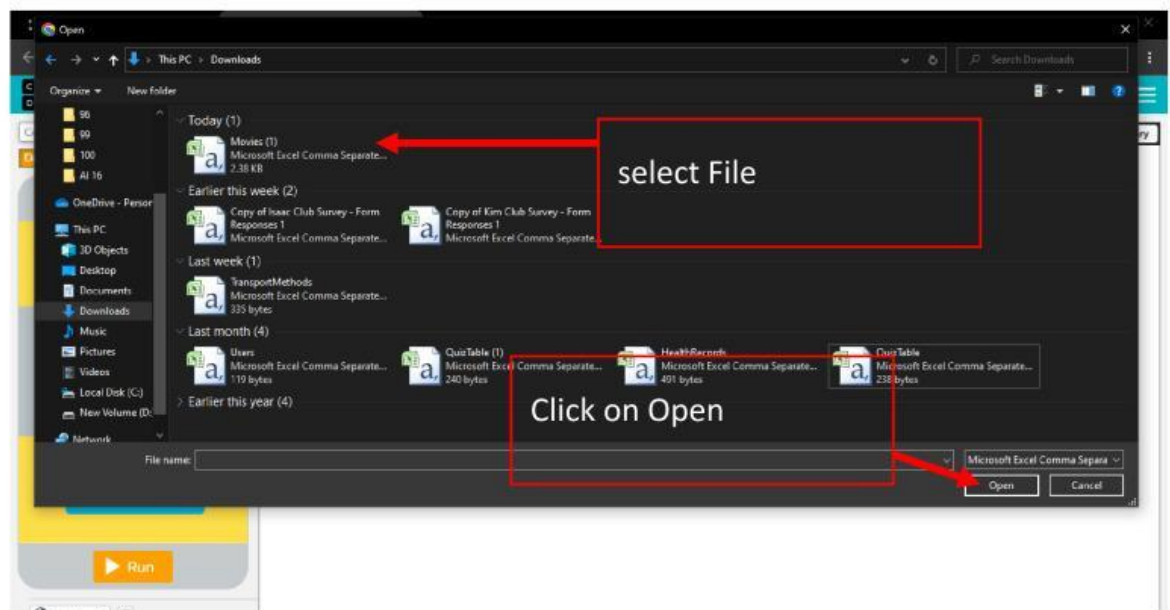 Open
This PC > Downloads
Search Downloads
Organize
New folder
96
99
100
AI 16
OneDrive - Person
This PC
3D Objects
Desktop
Documents
Downloads
Music
Pictures
Videos
Local Disk (C:)
New Volume (D:
Network
Today (1)
Movies (1)
Microsoft Excel Comma Separate...
2.38 KB
select File
Earlier this week (2)
Copy of Isaac Club Survey - Form
Responses 1
Microsoft Excel Comma Separate...
Copy of Kim Club Survey - Form
Responses 1
Microsoft Excel Comma Separate...
Last week (1)
TransportMethods
Microsoft Excel Comma Separate...
335 bytes
Last month (4)
Users
Microsoft Excel Comma Separate...
119 bytes
QuizTable (1)
Microsoft Excel Comma Separate...
240 bytes
HealthRecords
Microsoft Excel Comma Separate...
491 bytes
QuizTable
Microsoft Excel Comma Separate...
238 bytes
Earlier this year (4)
Click on Open
File name:
Microsoft Excel Comma Separa
Open
Cancel
Run